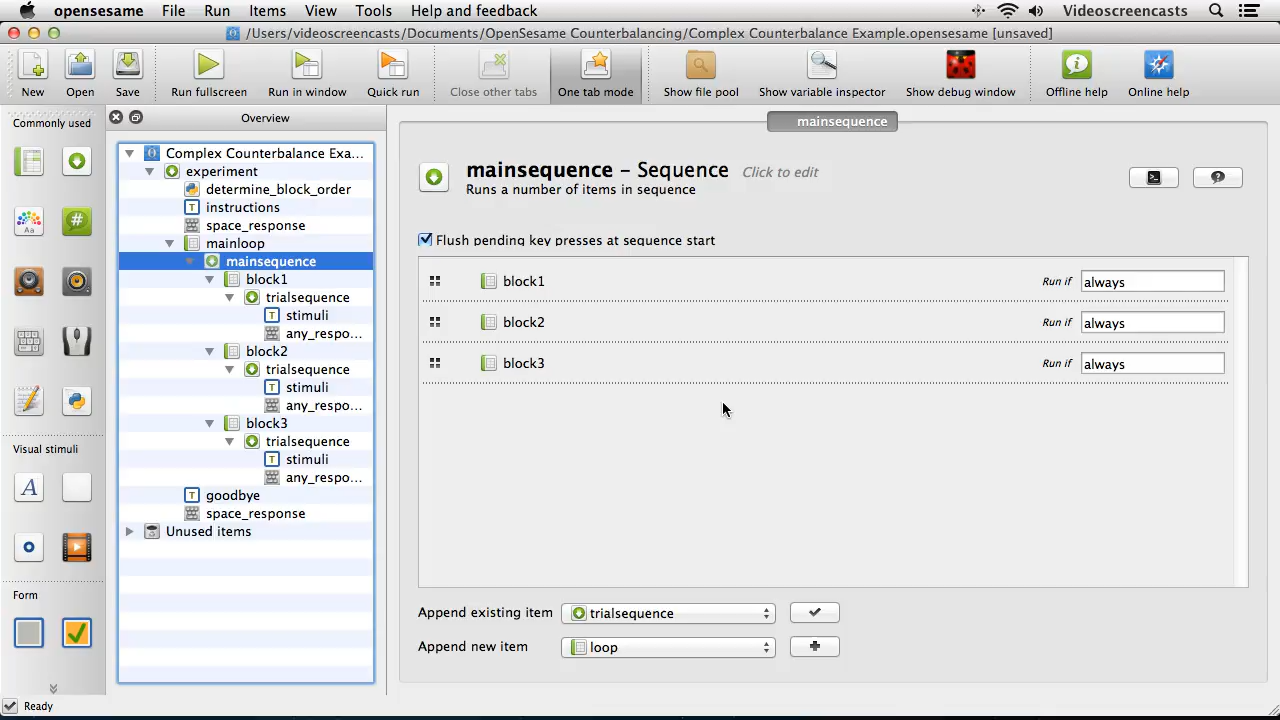 opensesame File Run Items View Tools Help and feedback Videoscreencasts
/Users/videoscreencasts/Documents/OpenSesame Counterbalancing/Complex Counterbalance Example.opensesame [unsaved]
New Open Save Run fullscreen Run in window Quick run Close other tabs One tab mode Show file pool Show variable inspector Show debug window Offline help Online help
Commonly used
Aa
Visual stimuli
A
Form
Overview
Complex Counterbalance Exa...
experiment
determine_block_order
T instructions
space_response
mainloop
mainsequence
block1
trialsequence
T stimuli
any_respo...
block2
trialsequence
T stimuli
any_respo...
block3
trialsequence
T stimuli
any_respo...
T goodbye
space_response
Unused items
mainsequence
mainsequence – Sequence Click to edit
Runs a number of items in sequence
Flush pending key presses at sequence start
block1 Run if always
block2 Run if always
block3 Run if always
Append existing item trialsequence
Append new item loop
Ready